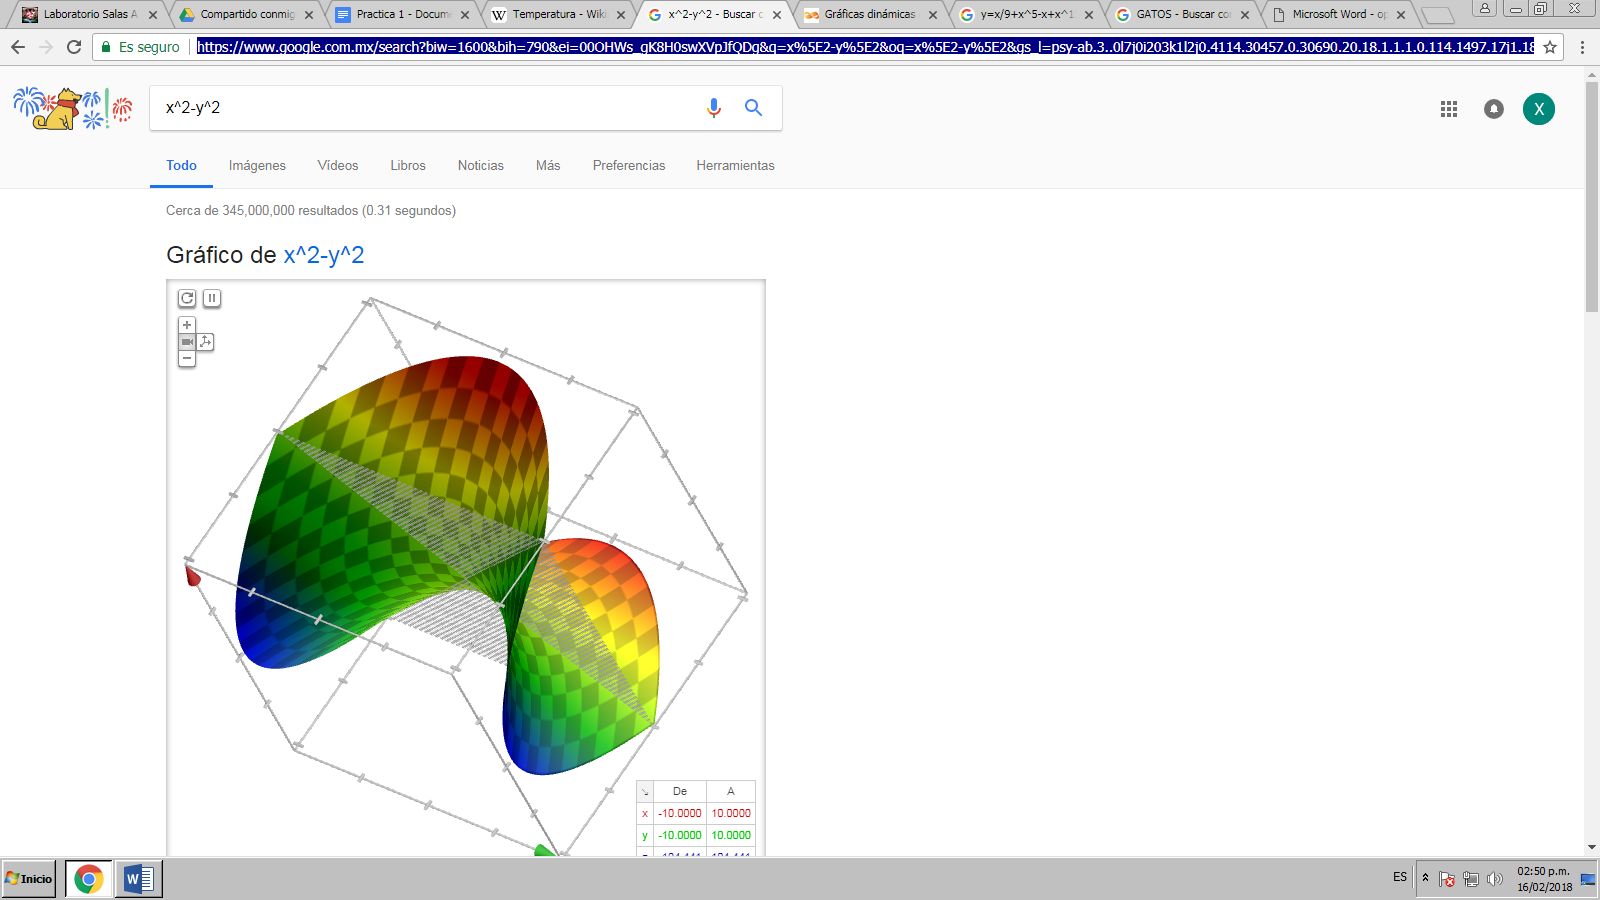 Laboratorio Salas A
Compartido conmig
Practica 1 - Docume
Temperatura - Wiki
x^2-y^2 - Buscar c
Gráficas dinámicas
y=x/9+x^5-x+x^1
GATOS - Buscar co
Microsoft Word - op
Es seguro
https://www.google.com.mx/search?biw=1600&bih=790&ei=00OHWs_gK8H0swXVpJfQDg&q=x%5E2-y%5E2&oq=x%5E2-y%5E2&gs_l=psy-ab.3..0l7j0i203k1l2j0.4114.30457.0.30690.20.18.1.1.1.0.114.1497.17j1.18
x^2-y^2
X
Todo
Imágenes
Vídeos
Libros
Noticias
Más
Preferencias
Herramientas
Cerca de 345,000,000 resultados (0.31 segundos)
Gráfico de x^2-y^2
De A
x -10.0000 10.0000
y -10.0000 10.0000
Inicio
ES
02:50 p.m.
16/02/2018